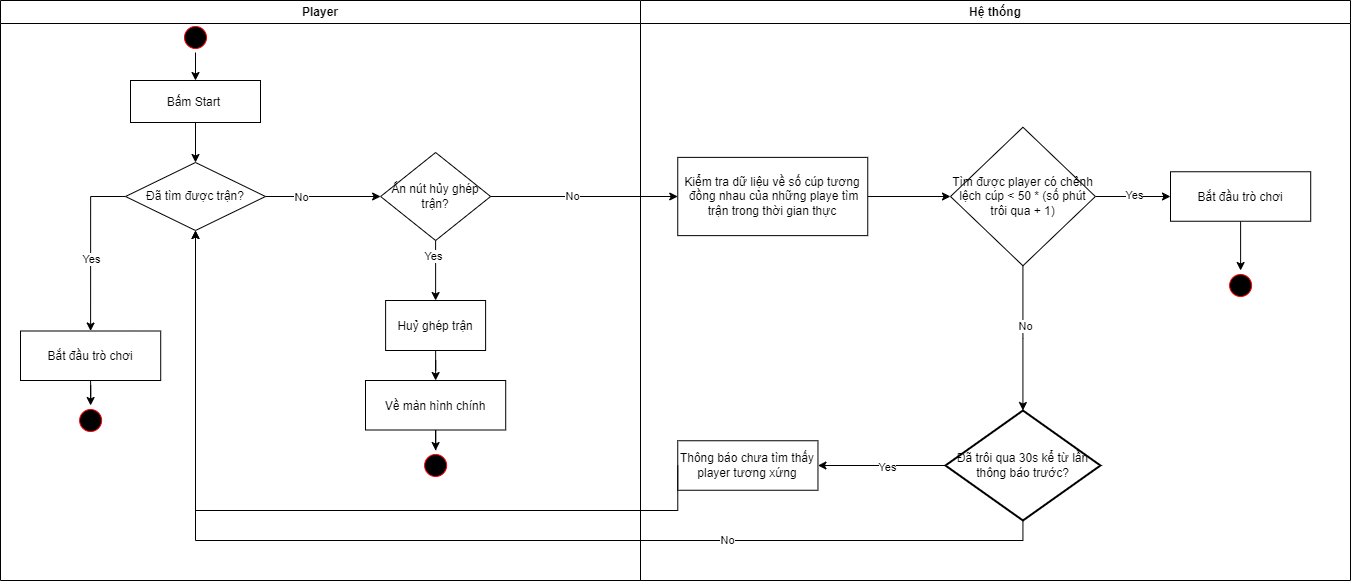 Player
Hệ thống
Bấm Start
Đã tìm được trận?
No
Ấn nút hủy ghép
trận?
No
Kiểm tra dữ liệu về số cúp tương
đồng nhau của những playe tìm
trận trong thời gian thực
Tìm được player có chênh
lệch cúp < 50 * (số phút
trôi qua + 1)
Yes
Bắt đầu trò chơi
Yes
Yes
Huỷ ghép trận
No
Bắt đầu trò chơi
Về màn hình chính
Thông báo chưa tìm thấy
player tương xứng
Yes
Đã trôi qua 30s kể từ lần
thông báo trước?
No